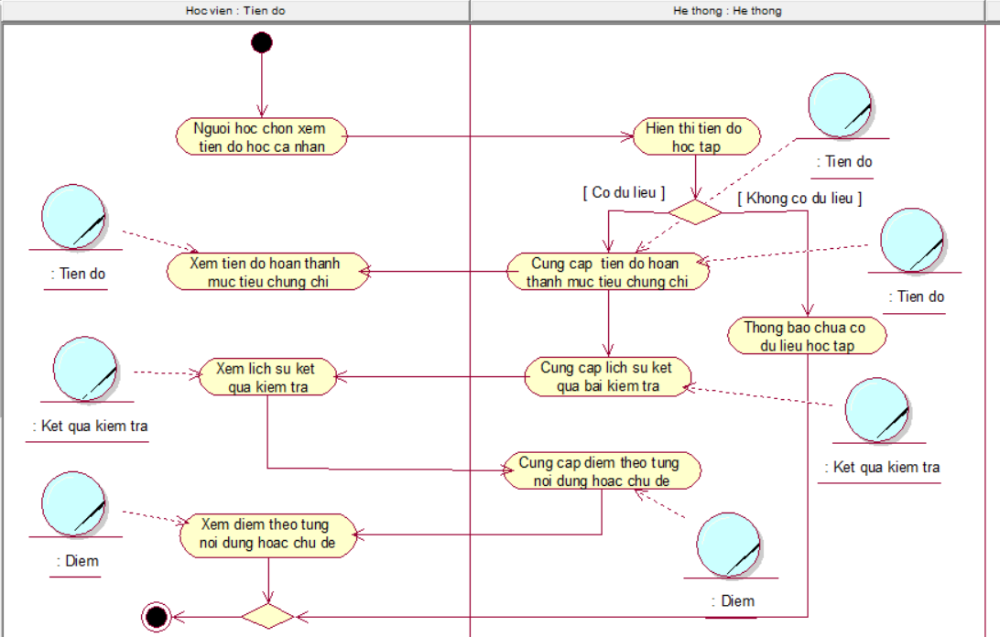 Hoc vien : Tien do
He thong : He thong
Nguoi hoc chon xem
tien do hoc ca nhan
Hien thi tien do
hoc tap
: Tien do
[ Co du lieu ]
[ Khong co du lieu ]
: Tien do
Xem tien do hoan thanh
muc tieu chung chi
Cung cap tien do hoan
thanh muc tieu chung chi
: Tien do
Thong bao chua co
du lieu hoc tap
Xem lich su ket
qua kiem tra
Cung cap lich su ket
qua bai kiem tra
: Ket qua kiem tra
: Ket qua kiem tra
Cung cap diem theo tung
noi dung hoac chu de
Xem diem theo tung
noi dung hoac chu de
: Diem
: Diem